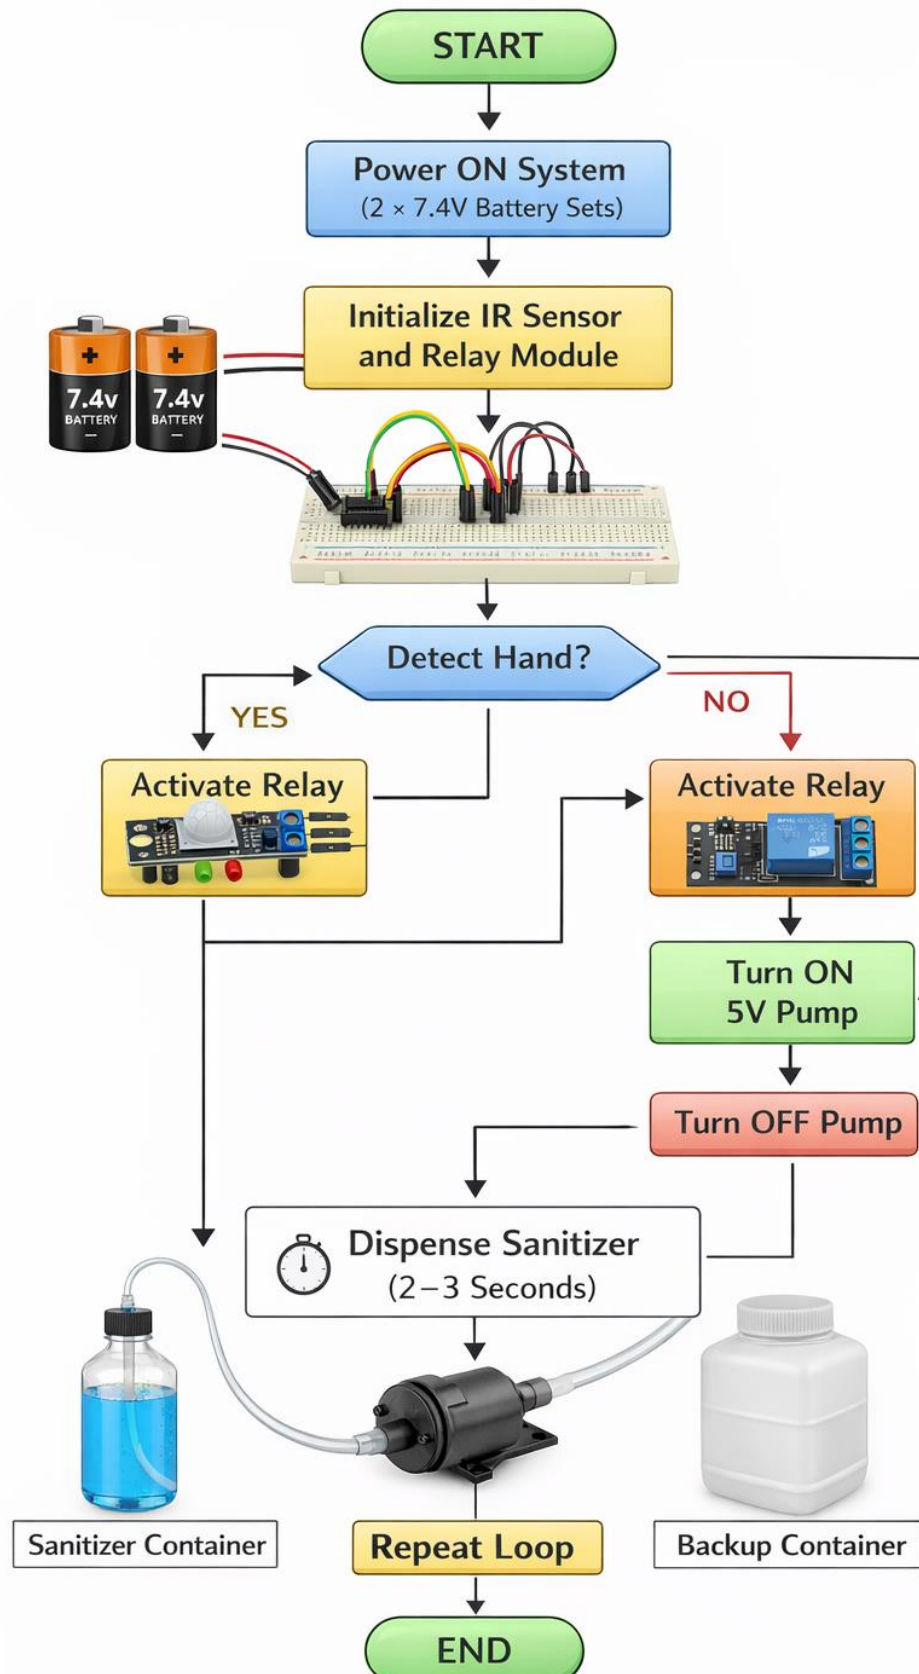 START
Power ON System
(2 × 7.4V Battery Sets)
Initialize IR Sensor
and Relay Module
+
+
7.4v
BATTERY
–
7.4v
BATTERY
–
Detect Hand?
YES
NO
Activate Relay
Activate Relay
Turn ON
5V Pump
Turn OFF Pump
Dispense Sanitizer
(2–3 Seconds)
Sanitizer Container
Repeat Loop
Backup Container
END